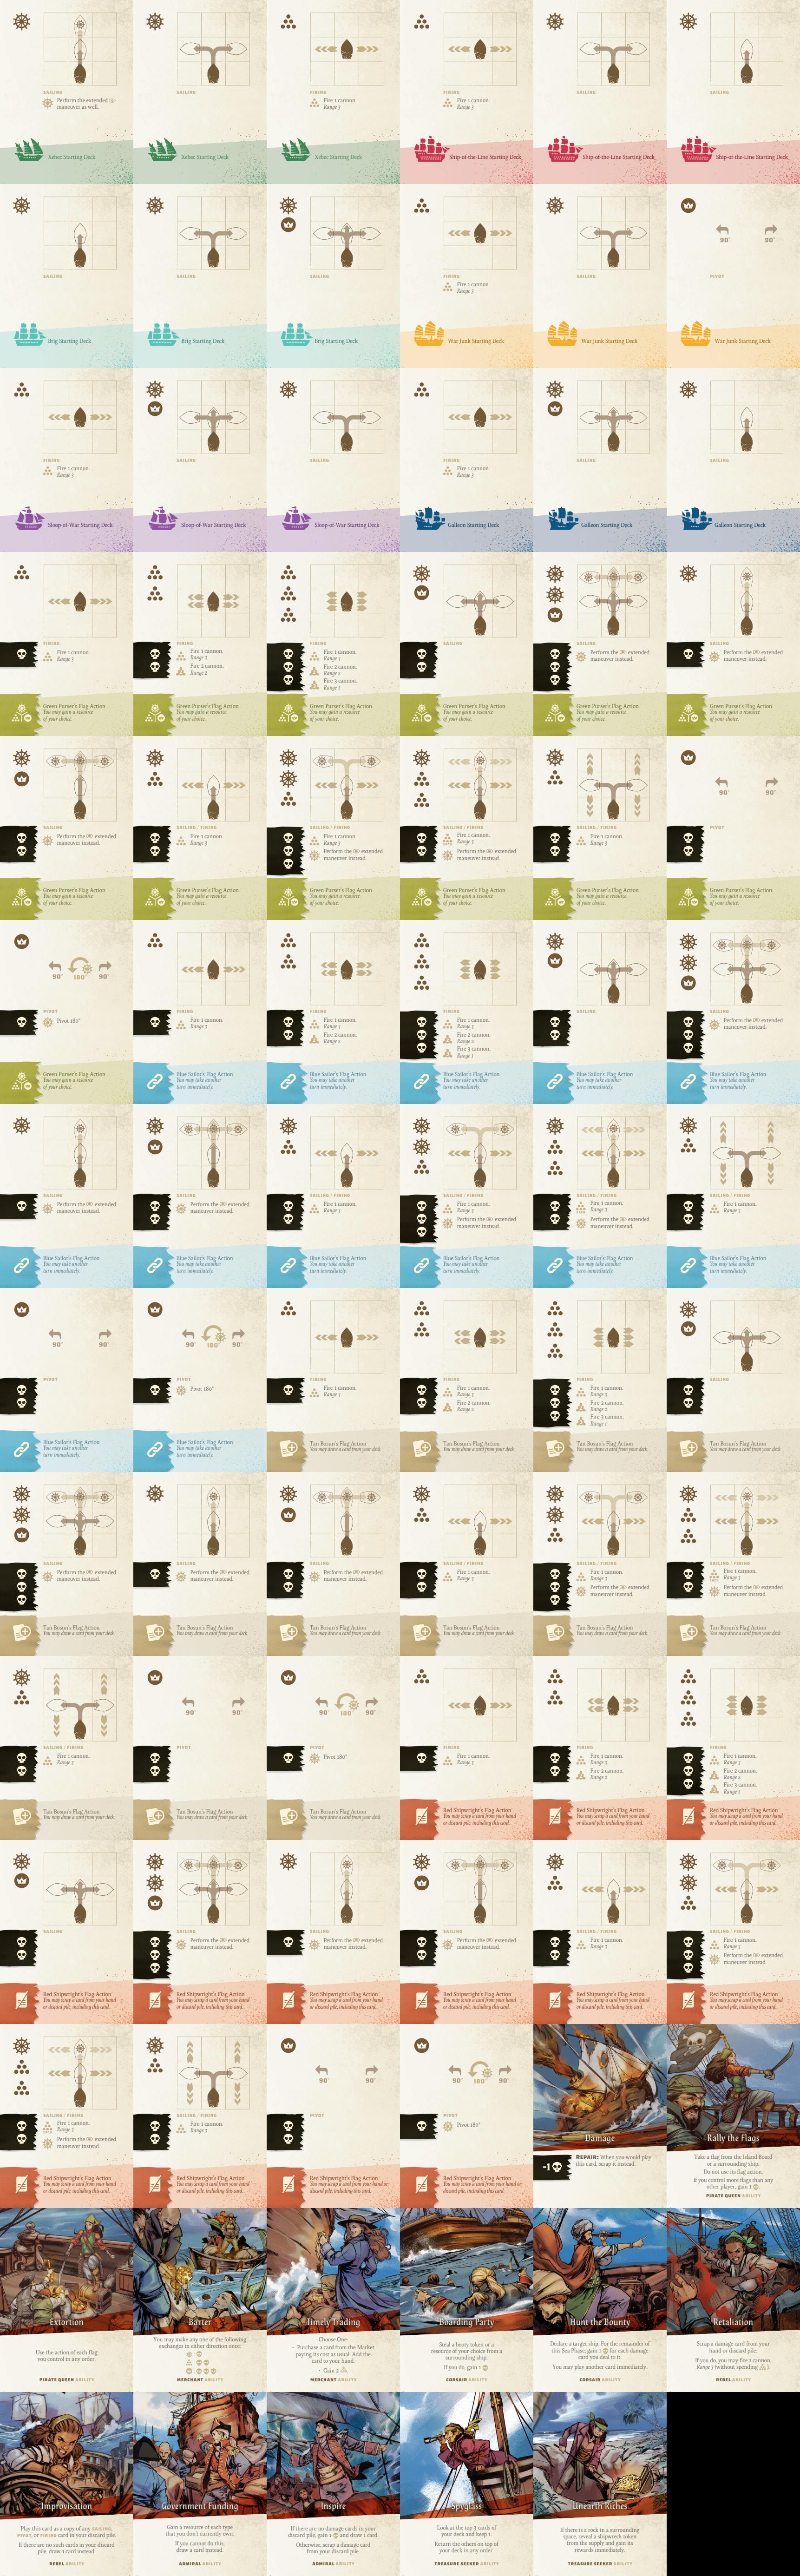 SAILING
Perform the extended
maneuver as well.
Xebec Starting Deck
SAILING
Xebec Starting Deck
FIRING
Fire 1 cannon.
Range 3
Xebec Starting Deck
FIRING
Fire 1 cannon.
Range 3
Ship-of-the-Line Starting Deck
SAILING
Ship-of-the-Line Starting Deck
SAILING
Ship-of-the-Line Starting Deck
SAILING
Brig Starting Deck
SAILING
Brig Starting Deck
SAILING
Brig Starting Deck
FIRING
Fire 1 cannon.
Range 3
War Junk Starting Deck
SAILING
War Junk Starting Deck
90°
90°
PIVOT
War Junk Starting Deck
FIRING
Fire 1 cannon.
Range 3
Sloop-of-War Starting Deck
SAILING
Sloop-of-War Starting Deck
SAILING
Sloop-of-War Starting Deck
FIRING
Fire 1 cannon.
Range 3
Galleon Starting Deck
SAILING
Galleon Starting Deck
SAILING
Galleon Starting Deck
FIRING
Fire 1 cannon.
Range 3
Green Purser's Flag Action
You may gain a resource
of your choice.
FIRING
Fire 1 cannon.
Range 3
Fire 2 cannon.
Range 2
Green Purser's Flag Action
You may gain a resource
of your choice.
FIRING
Fire 1 cannon.
Range 3
Fire 2 cannon.
Range 2
Fire 3 cannon.
Range 1
Green Purser's Flag Action
You may gain a resource
of your choice.
SAILING
Green Purser's Flag Action
You may gain a resource
of your choice.
SAILING
Perform the extended
maneuver instead.
Green Purser's Flag Action
You may gain a resource
of your choice.
SAILING
Perform the extended
maneuver instead.
Green Purser's Flag Action
You may gain a resource
of your choice.
SAILING
Perform the extended
maneuver instead.
Green Purser's Flag Action
You may gain a resource
of your choice.
SAILING / FIRING
Fire 1 cannon.
Range 3
Green Purser's Flag Action
You may gain a resource
of your choice.
SAILING / FIRING
Fire 1 cannon.
Range 3
Perform the extended
maneuver instead.
Green Purser's Flag Action
You may gain a resource
of your choice.
SAILING / FIRING
Fire 1 cannon.
Range 3
Perform the extended
maneuver instead.
Green Purser's Flag Action
You may gain a resource
of your choice.
SAILING / FIRING
Fire 1 cannon.
Range 3
Green Purser's Flag Action
You may gain a resource
of your choice.
90°
90°
PIVOT
Green Purser's Flag Action
You may gain a resource
of your choice.
90°
180°
90°
PIVOT
Pivot 180°
Green Purser's Flag Action
You may gain a resource
of your choice.
FIRING
Fire 1 cannon.
Range 3
Blue Sailor's Flag Action
You may take another
turn immediately.
FIRING
Fire 1 cannon.
Range 3
Fire 2 cannon.
Range 2
Blue Sailor's Flag Action
You may take another
turn immediately.
FIRING
Fire 1 cannon.
Range 3
Fire 2 cannon.
Range 2
Fire 3 cannon.
Range 1
Blue Sailor's Flag Action
You may take another
turn immediately.
SAILING
Blue Sailor's Flag Action
You may take another
turn immediately.
SAILING
Perform the extended
maneuver instead.
Blue Sailor's Flag Action
You may take another
turn immediately.
SAILING
Perform the extended
maneuver instead.
Blue Sailor's Flag Action
You may take another
turn immediately.
SAILING
Perform the extended
maneuver instead.
Blue Sailor's Flag Action
You may take another
turn immediately.
SAILING / FIRING
Fire 1 cannon.
Range 3
Blue Sailor's Flag Action
You may take another
turn immediately.
SAILING / FIRING
Fire 1 cannon.
Range 3
Perform the extended
maneuver instead.
Blue Sailor's Flag Action
You may take another
turn immediately.
SAILING / FIRING
Fire 1 cannon.
Range 3
Perform the extended
maneuver instead.
Blue Sailor's Flag Action
You may take another
turn immediately.
SAILING / FIRING
Fire 1 cannon.
Range 3
Blue Sailor's Flag Action
You may take another
turn immediately.
90°
90°
PIVOT
Blue Sailor's Flag Action
You may take another
turn immediately.
90°
180°
90°
PIVOT
Pivot 180°
Blue Sailor's Flag Action
You may take another
turn immediately.
FIRING
Fire 1 cannon.
Range 3
Tan Bosun's Flag Action
You may draw a card from your deck.
FIRING
Fire 1 cannon.
Range 3
Fire 2 cannon.
Range 2
Tan Bosun's Flag Action
You may draw a card from your deck.
FIRING
Fire 1 cannon.
Range 3
Fire 2 cannon.
Range 2
Fire 3 cannon.
Range 1
Tan Bosun's Flag Action
You may draw a card from your deck.
SAILING
Tan Bosun's Flag Action
You may draw a card from your deck.
SAILING
Perform the extended
maneuver instead.
Tan Bosun's Flag Action
You may draw a card from your deck.
SAILING
Perform the extended
maneuver instead.
Tan Bosun's Flag Action
You may draw a card from your deck.
SAILING
Perform the extended
maneuver instead.
Tan Bosun's Flag Action
You may draw a card from your deck.
SAILING / FIRING
Fire 1 cannon.
Range 3
Tan Bosun's Flag Action
You may draw a card from your deck.
SAILING / FIRING
Fire 1 cannon.
Range 3
Perform the extended
maneuver instead.
Tan Bosun's Flag Action
You may draw a card from your deck.
SAILING / FIRING
Fire 1 cannon.
Range 3
Perform the extended
maneuver instead.
Tan Bosun's Flag Action
You may draw a card from your deck.
SAILING / FIRING
Fire 1 cannon.
Range 3
Tan Bosun's Flag Action
You may draw a card from your deck.
90°
90°
PIVOT
Tan Bosun's Flag Action
You may draw a card from your deck.
90°
180°
90°
PIVOT
Pivot 180°
Tan Bosun's Flag Action
You may draw a card from your deck.
FIRING
Fire 1 cannon.
Range 3
Red Shipwright's Flag Action
You may scrap a card from your hand
or discard pile, including this card.
FIRING
Fire 1 cannon.
Range 3
Fire 2 cannon.
Range 2
Red Shipwright's Flag Action
You may scrap a card from your hand
or discard pile, including this card.
FIRING
Fire 1 cannon.
Range 3
Fire 2 cannon.
Range 2
Fire 3 cannon.
Range 1
Red Shipwright's Flag Action
You may scrap a card from your hand
or discard pile, including this card.
SAILING
Red Shipwright's Flag Action
You may scrap a card from your hand
or discard pile, including this card.
SAILING
Perform the extended
maneuver instead.
Red Shipwright's Flag Action
You may scrap a card from your hand
or discard pile, including this card.
SAILING
Perform the extended
maneuver instead.
Red Shipwright's Flag Action
You may scrap a card from your hand
or discard pile, including this card.
SAILING
Perform the extended
maneuver instead.
Red Shipwright's Flag Action
You may scrap a card from your hand
or discard pile, including this card.
SAILING / FIRING
Fire 1 cannon.
Range 3
Red Shipwright's Flag Action
You may scrap a card from your hand
or discard pile, including this card.
SAILING / FIRING
Fire 1 cannon.
Range 3
Perform the extended
maneuver instead.
Red Shipwright's Flag Action
You may scrap a card from your hand
or discard pile, including this card.
SAILING / FIRING
Fire 1 cannon.
Range 3
Perform the extended
maneuver instead.
Red Shipwright's Flag Action
You may scrap a card from your hand
or discard pile, including this card.
SAILING / FIRING
Fire 1 cannon.
Range 3
Red Shipwright's Flag Action
You may scrap a card from your hand
or discard pile, including this card.
90°
90°
PIVOT
Red Shipwright's Flag Action
You may scrap a card from your hand or
discard pile, including this card.
90°
180°
90°
PIVOT
Pivot 180°
Red Shipwright's Flag Action
You may scrap a card from your hand or
discard pile, including this card.
Damage
-1
REPAIR: When you would play
this card, scrap it instead.
Rally the Flags
Take a flag from the Island Board
or a surrounding ship.
Do not use its flag action.
If you control more flags than any
other player, gain 1
PIRATE QUEEN ABILITY
Extortion
Use the action of each flag
you control in any order.
PIRATE QUEEN ABILITY
Barter
You may make any one of the following
exchanges in either direction once:
MERCHANT ABILITY
Timely Trading
Choose One:
• Purchase a card from the Market
paying its cost as usual. Add the
card to your hand.
• Gain 2
MERCHANT ABILITY
Boarding Party
Steal a booty token or a
resource of your choice from a
surrounding ship.
If you do, gain 1
CORSAIR ABILITY
Hunt the Bounty
Declare a target ship. For the remainder of
this Sea Phase, gain 1 for each damage
card you deal to it.
You may play another card immediately.
CORSAIR ABILITY
Retaliation
Scrap a damage card from your
hand or discard pile.
If you do, you may fire 1 cannon,
Range 3 (without spending ).
REBEL ABILITY
Improvisation
Play this card as a copy of any SAILING,
PIVOT, or FIRING card in your discard pile.
If there are no such cards in your discard
pile, draw 1 card instead.
REBEL ABILITY
Government Funding
Gain a resource of each type
that you don't currently own.
If you cannot do this,
draw a card instead.
ADMIRAL ABILITY
Inspire
If there are no damage cards in your
discard pile, gain 1 and draw 1 card.
Otherwise, scrap a damage card
from your discard pile.
ADMIRAL ABILITY
Spyglass
Look at the top 3 cards of
your deck and keep 1.
Return the others on top of
your deck in any order.
TREASURE SEEKER ABILITY
Unearth Riches
If there is a rock in a surrounding
space, reveal a shipwreck token
from the supply and gain its
rewards immediately.
TREASURE SEEKER ABILITY